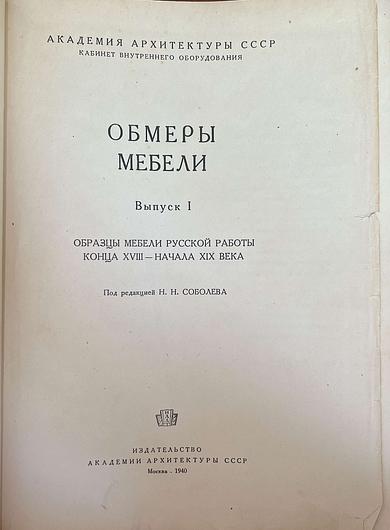 АКАДЕМИЯ АРХИТЕКТУРЫ СССР
КАБИНЕТ ВНУТРЕННЕГО ОБОРУДОВАНИЯ
ОБМЕРЫ
МЕБЕЛИ
Выпуск I
ОБРАЗЦЫ МЕБЕЛИ РУССКОЙ РАБОТЫ
КОНЦА XVIII — НАЧАЛА XIX ВЕКА
Под редакцией Н. Н. СОБОЛЕВА
ИЗДАТЕЛЬСТВО
АКАДЕМИИ АРХИТЕКТУРЫ СССР
Москва - 1940